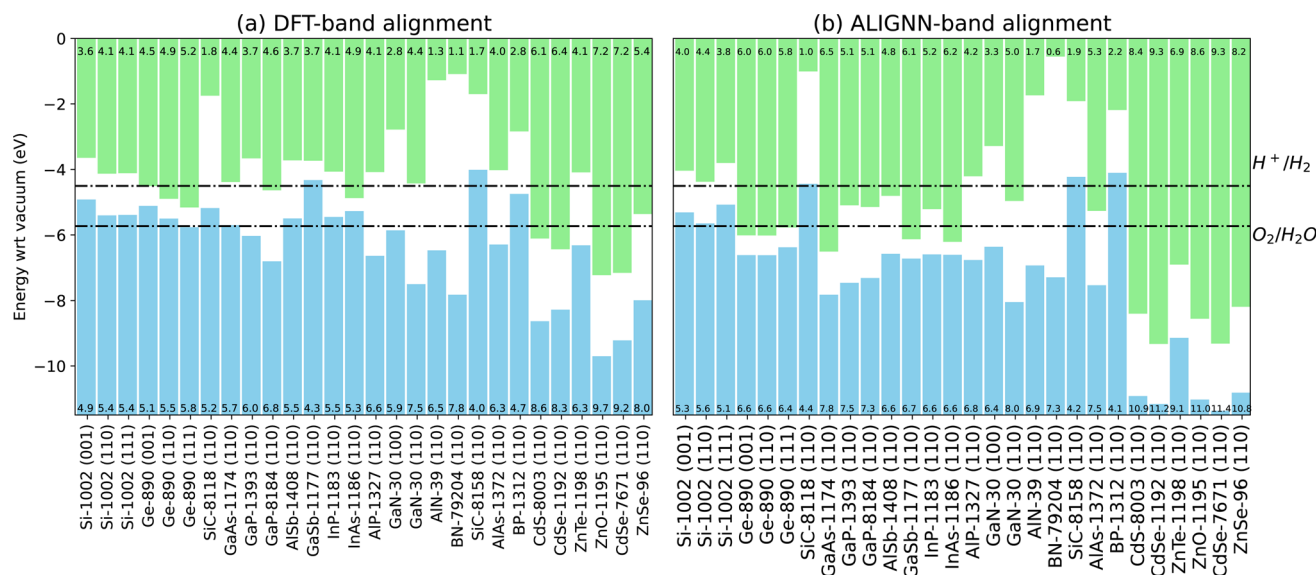 (a) DFT-band alignment
(b) ALIGNN-band alignment
Energy wrt vacuum (eV)
0
−2
−4
−6
−8
−10
3.6 4.1 4.1 4.5 4.9 5.2 1.8 4.4 3.7 4.6 3.7 3.7 4.1 4.9 4.1 2.8 4.4 1.3 1.1 1.7 4.0 2.8 6.1 6.4 4.1 7.2 7.2 5.4
4.9 5.4 5.4 5.1 5.5 5.8 5.2 5.7 6.0 6.8 5.5 4.3 5.5 5.3 6.6 5.9 7.5 6.5 7.8 4.0 6.3 4.7 8.6 8.3 6.3 9.7 9.2 8.0
Si-1002 (001)
Si-1002 (110)
Si-1002 (111)
Ge-890 (001)
Ge-890 (110)
Ge-890 (111)
SiC-8118 (110)
GaAs-1174 (110)
GaP-1393 (110)
GaP-8184 (110)
AlSb-1408 (110)
GaSb-1177 (110)
InP-1183 (110)
InAs-1186 (110)
AlP-1327 (110)
GaN-30 (100)
GaN-30 (110)
AlN-39 (110)
BN-79204 (110)
SiC-8158 (110)
AlAs-1372 (110)
BP-1312 (110)
CdS-8003 (110)
CdSe-1192 (110)
ZnTe-1198 (110)
ZnO-1195 (110)
CdSe-7671 (110)
ZnSe-96 (110)
4.0 4.4 3.8 6.0 6.0 5.8 1.0 6.5 5.1 5.1 4.8 6.1 5.2 6.2 4.2 3.3 5.0 1.7 0.6 1.9 5.3 2.2 8.4 9.3 6.9 8.6 9.3 8.2
H⁺/H₂
O₂/H₂O
5.3 5.6 5.1 6.6 6.6 6.4 4.4 7.8 7.5 7.3 6.6 6.7 6.6 6.6 6.8 6.4 8.0 6.9 7.3 4.2 7.5 4.1 10.9 11.2 9.1 11.0 11.4 10.8
Si-1002 (001)
Si-1002 (110)
Si-1002 (111)
Ge-890 (001)
Ge-890 (110)
Ge-890 (111)
SiC-8118 (110)
GaAs-1174 (110)
GaP-1393 (110)
GaP-8184 (110)
AlSb-1408 (110)
GaSb-1177 (110)
InP-1183 (110)
InAs-1186 (110)
AlP-1327 (110)
GaN-30 (100)
GaN-30 (110)
AlN-39 (110)
BN-79204 (110)
SiC-8158 (110)
AlAs-1372 (110)
BP-1312 (110)
CdS-8003 (110)
CdSe-1192 (110)
ZnTe-1198 (110)
ZnO-1195 (110)
CdSe-7671 (110)
ZnSe-96 (110)